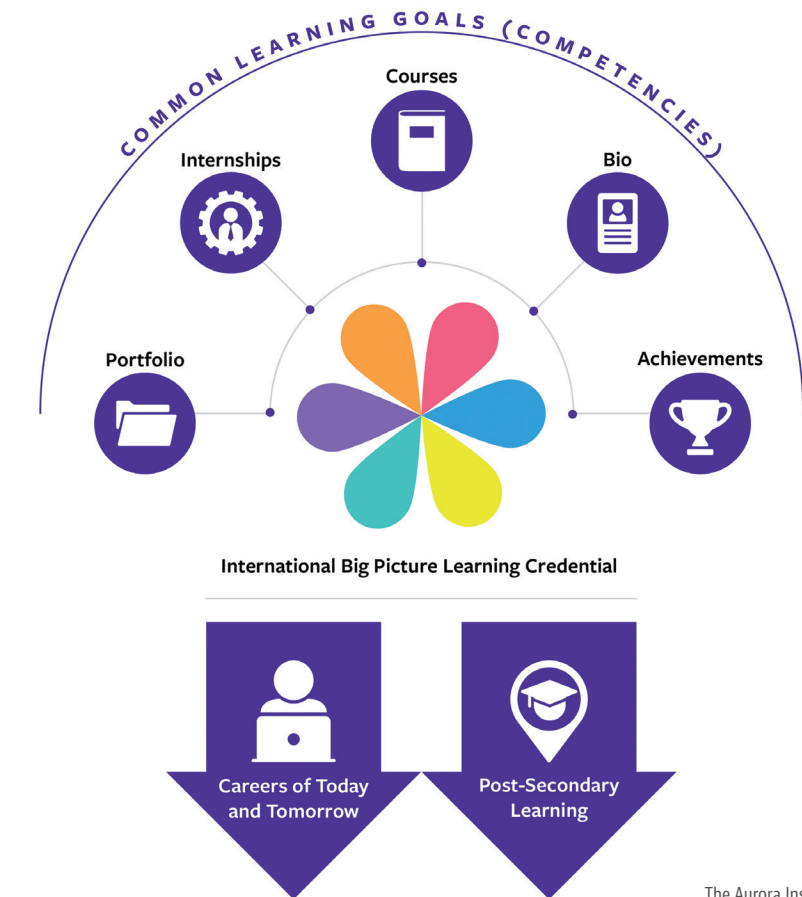 COMMON LEARNING GOALS (COMPETENCIES)
Courses
Internships
Bio
Portfolio
Achievements
International Big Picture Learning Credential
Careers of Today
and Tomorrow
Post-Secondary
Learning
The Aurora